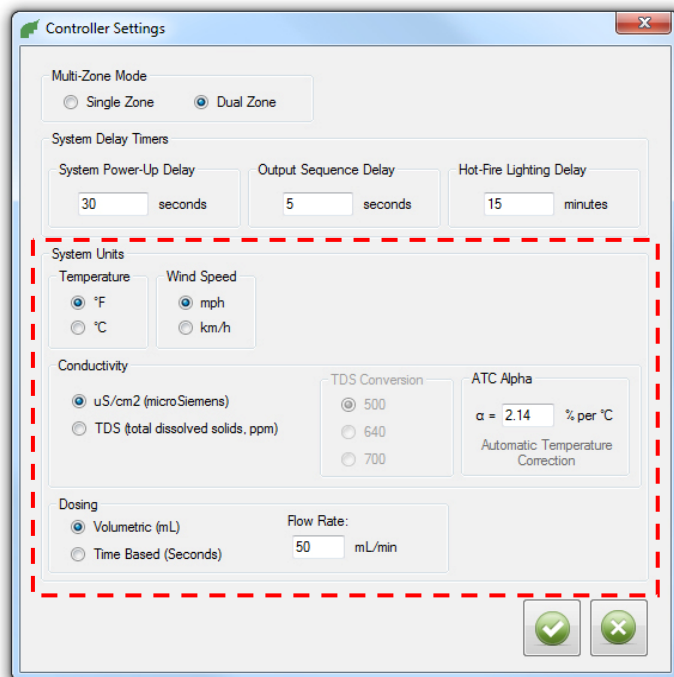 Controller Settings
Multi-Zone Mode
Single Zone
Dual Zone
System Delay Timers
System Power-Up Delay
30 seconds
Output Sequence Delay
5 seconds
Hot-Fire Lighting Delay
15 minutes
System Units
Temperature
°F
°C
Wind Speed
mph
km/h
Conductivity
uS/cm2 (microSiemens)
TDS (total dissolved solids, ppm)
TDS Conversion
500
640
700
ATC Alpha
α = 2.14 % per °C
Automatic Temperature
Correction
Dosing
Volumetric (mL)
Time Based (Seconds)
Flow Rate:
50 mL/min